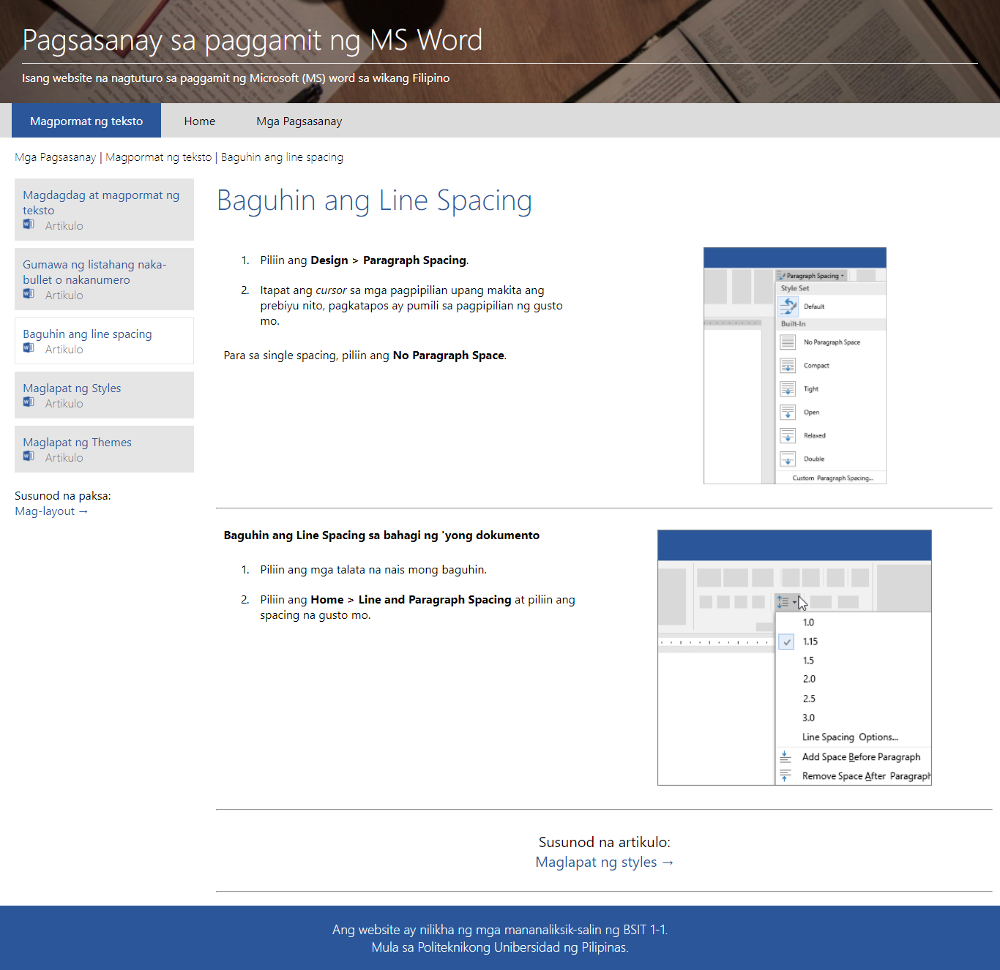 Pagsasanay sa paggamit ng MS Word
Isang website na nagtuturo sa paggamit ng Microsoft (MS) word sa wikang Filipino
Magpormat ng teksto
Home
Mga Pagsasanay
Mga Pagsasanay | Magpormat ng teksto | Baguhin ang line spacing
Magdagdag at magpormat ng
teksto
Artikulo
Gumawa ng listahang naka-
bullet o nakanumero
Artikulo
Baguhin ang line spacing
Artikulo
Maglapat ng Styles
Artikulo
Maglapat ng Themes
Artikulo
Susunod na paksa:
Mag-layout →
Baguhin ang Line Spacing
1. Piliin ang Design > Paragraph Spacing.
2. Itapat ang cursor sa mga pagpipilian upang makita ang
prebiyu nito, pagkatapos ay pumili sa pagpipilian ng gusto
mo.
Para sa single spacing, piliin ang No Paragraph Space.
Paragraph Spacing
Style Set
Default
Built-In
No Paragraph Space
Compact
Tight
Open
Relaxed
Double
Custom Paragraph Spacing...
Baguhin ang Line Spacing sa bahagi ng 'yong dokumento
1. Piliin ang mga talata na nais mong baguhin.
2. Piliin ang Home > Line and Paragraph Spacing at piliin ang
spacing na gusto mo.
1.0
1.15
1.5
2.0
2.5
3.0
Line Spacing Options...
Add Space Before Paragraph
Remove Space After Paragraph
Susunod na artikulo:
Maglapat ng styles →
Ang website ay nilikha ng mga mananaliksik-salin ng BSIT 1-1.
Mula sa Politeknikong Unibersidad ng Pilipinas.